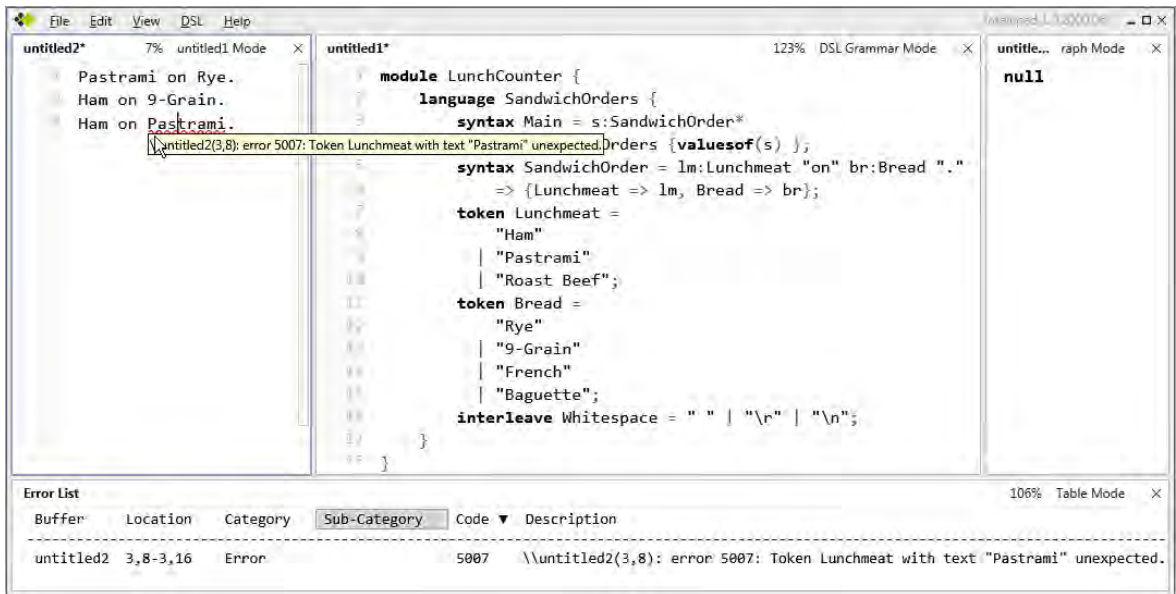 File Edit View DSL Help
untitled2* 7% untitled1 Mode ×
Pastrami on Rye.
Ham on 9-Grain.
Ham on Pastrami.
\\untitled2(3,8): error 5007: Token Lunchmeat with text "Pastrami" unexpected.
untitled1* 123% DSL Grammar Mode ×
module LunchCounter {
language SandwichOrders {
syntax Main = s:SandwichOrder*
Orders {valuesof(s) };
syntax SandwichOrder = lm:Lunchmeat "on" br:Bread "."
=> {Lunchmeat => lm, Bread => br};
token Lunchmeat =
"Ham"
| "Pastrami"
| "Roast Beef";
token Bread =
"Rye"
| "9-Grain"
| "French"
| "Baguette";
interleave Whitespace = " " | "\r" | "\n";
}
}
untitle... raph Mode ×
null
Error List 106% Table Mode ×
Buffer Location Category Sub-Category Code ▼ Description
untitled2 3,8-3,16 Error 5007 \\untitled2(3,8): error 5007: Token Lunchmeat with text "Pastrami" unexpected.